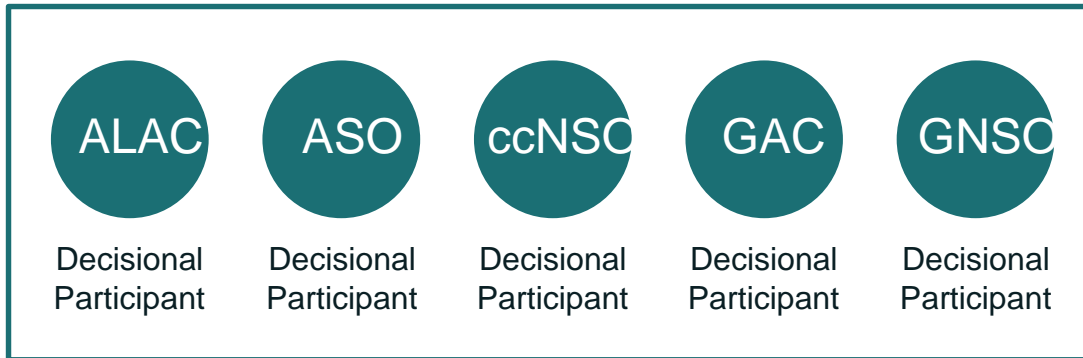 ALAC ASO ccNSO GAC GNSO
Decisional Decisional Decisional Decisional Decisional
Participant Participant Participant Participant Participant